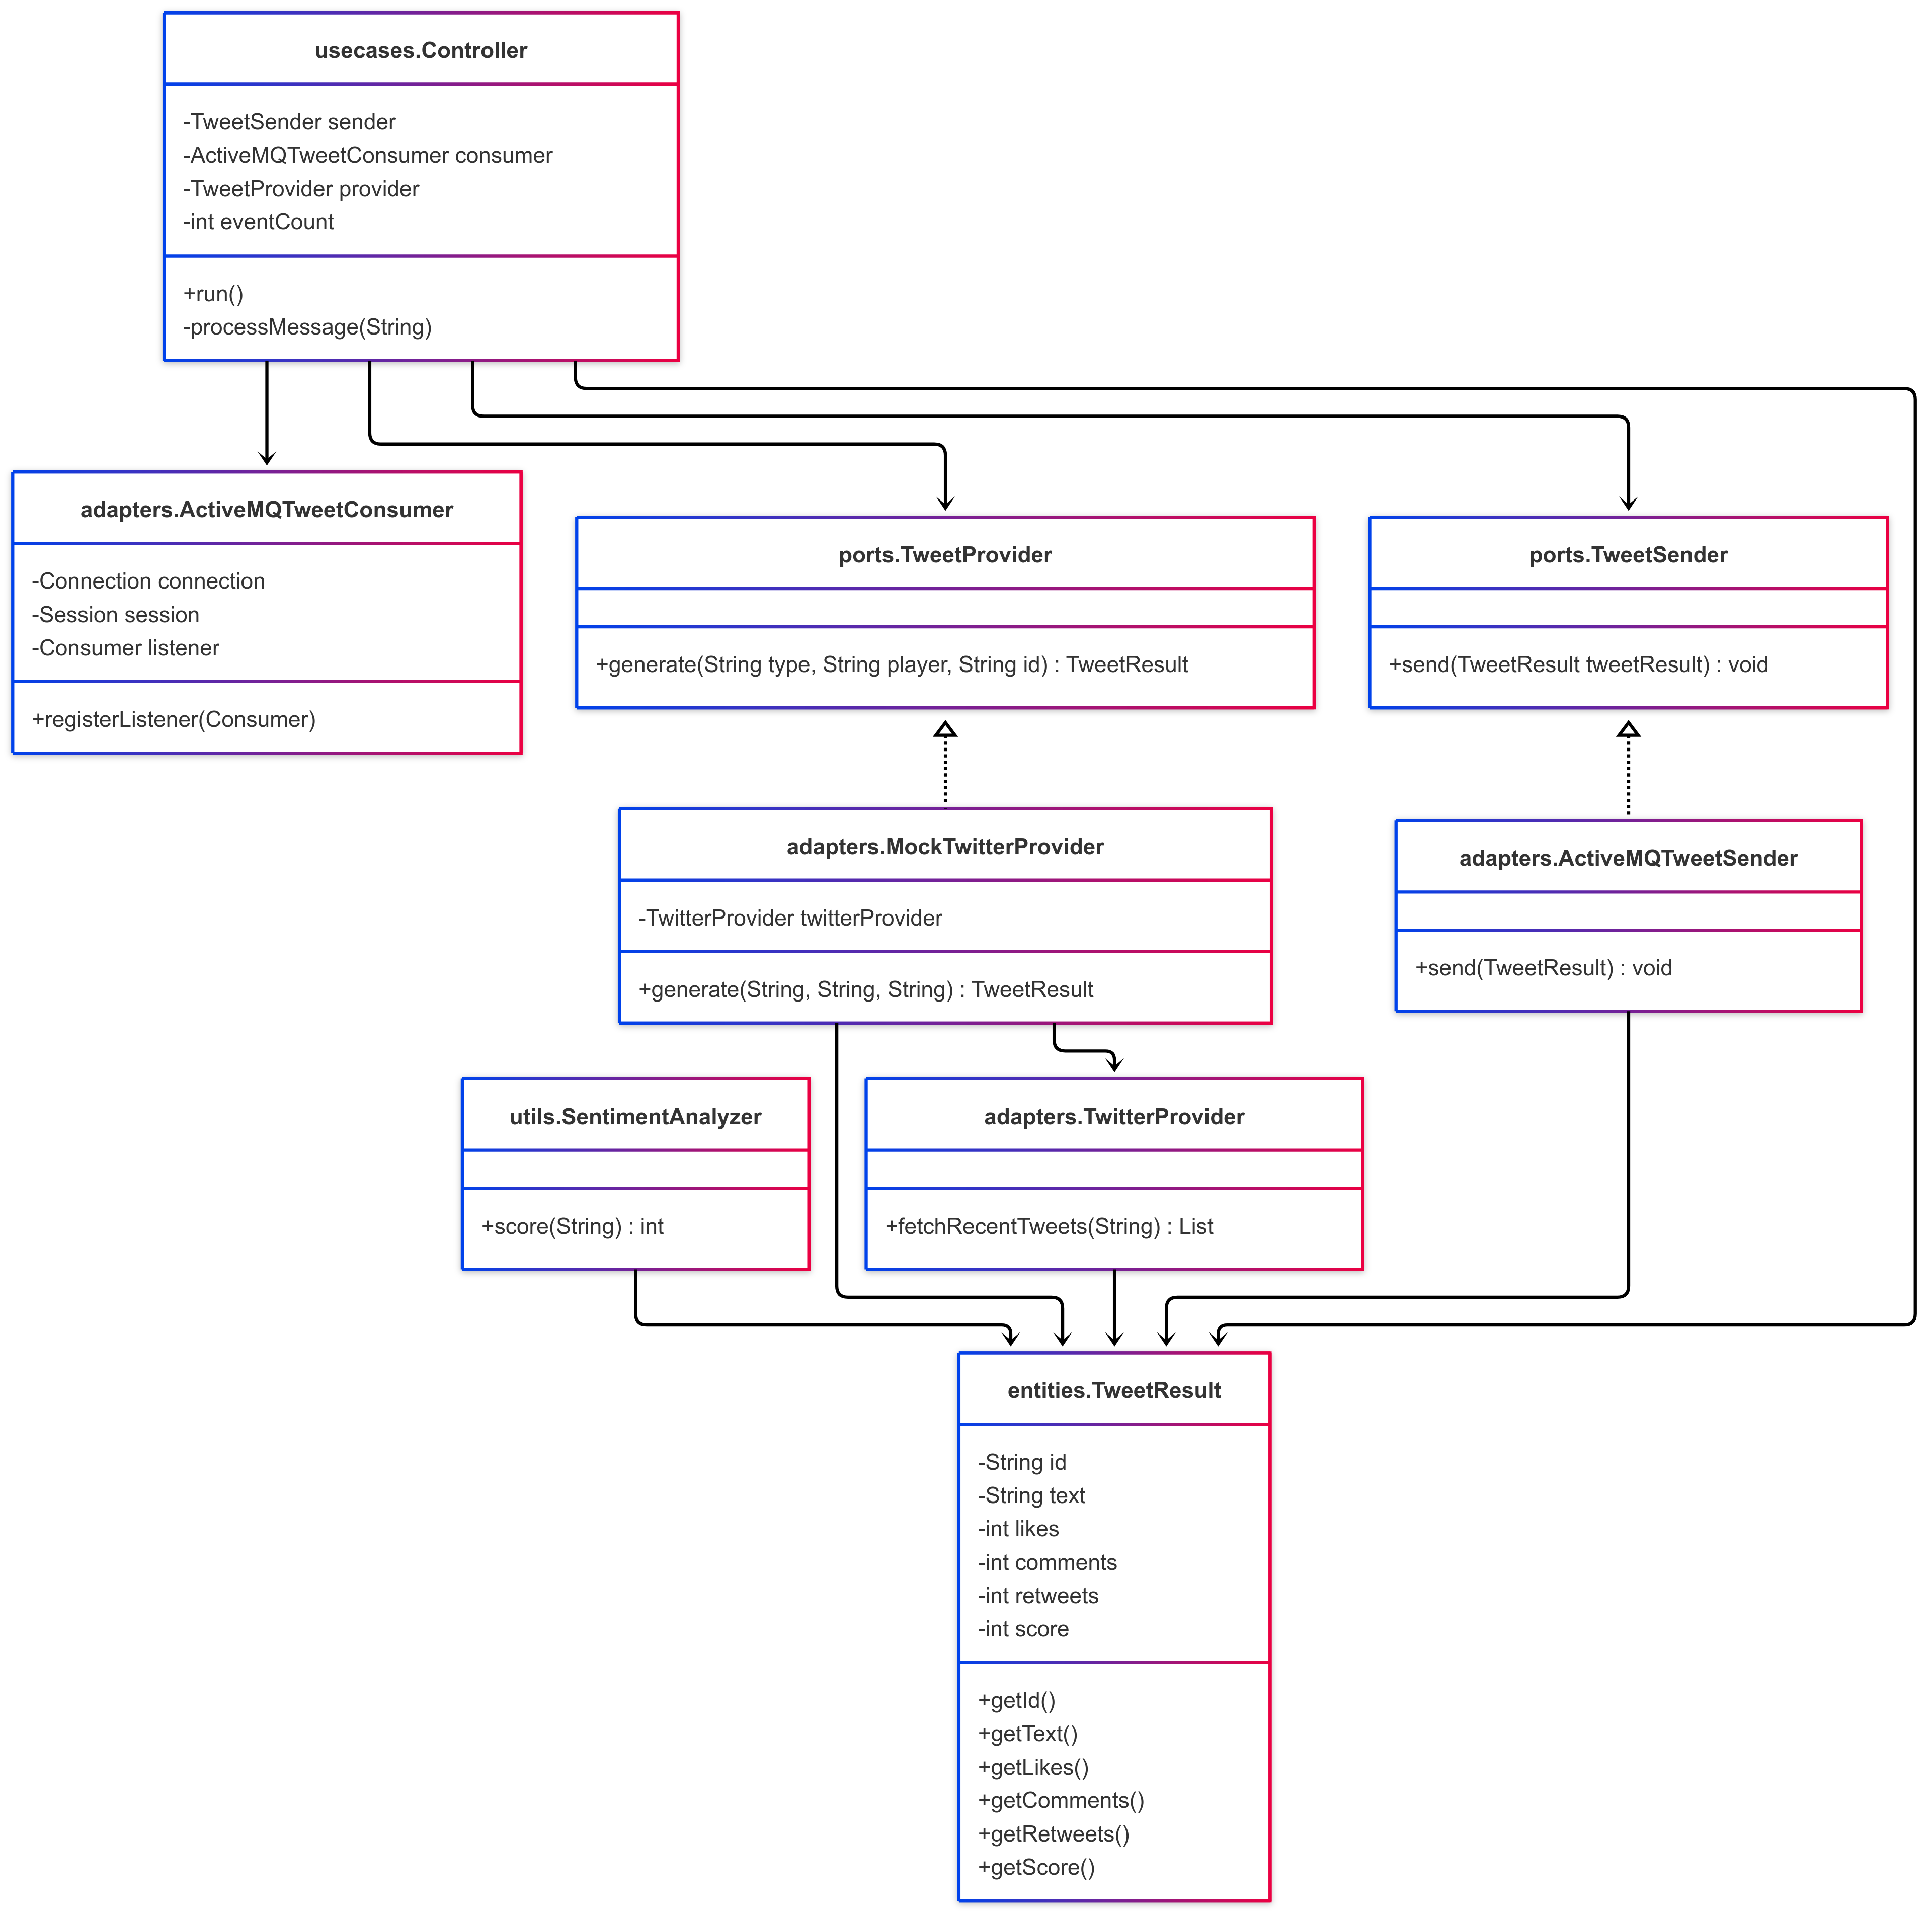 usecases.Controller
-TweetSender sender
-ActiveMQTweetConsumer consumer
-TweetProvider provider
-int eventCount
+run()
-processMessage(String)
adapters.ActiveMQTweetConsumer
-Connection connection
-Session session
-Consumer listener
+registerListener(Consumer)
ports.TweetProvider
+generate(String type, String player, String id) : TweetResult
ports.TweetSender
+send(TweetResult tweetResult) : void
adapters.MockTwitterProvider
-TwitterProvider twitterProvider
+generate(String, String, String) : TweetResult
adapters.ActiveMQTweetSender
+send(TweetResult) : void
utils.SentimentAnalyzer
+score(String) : int
adapters.TwitterProvider
+fetchRecentTweets(String) : List
entities.TweetResult
-String id
-String text
-int likes
-int comments
-int retweets
-int score
+getId()
+getText()
+getLikes()
+getComments()
+getRetweets()
+getScore()